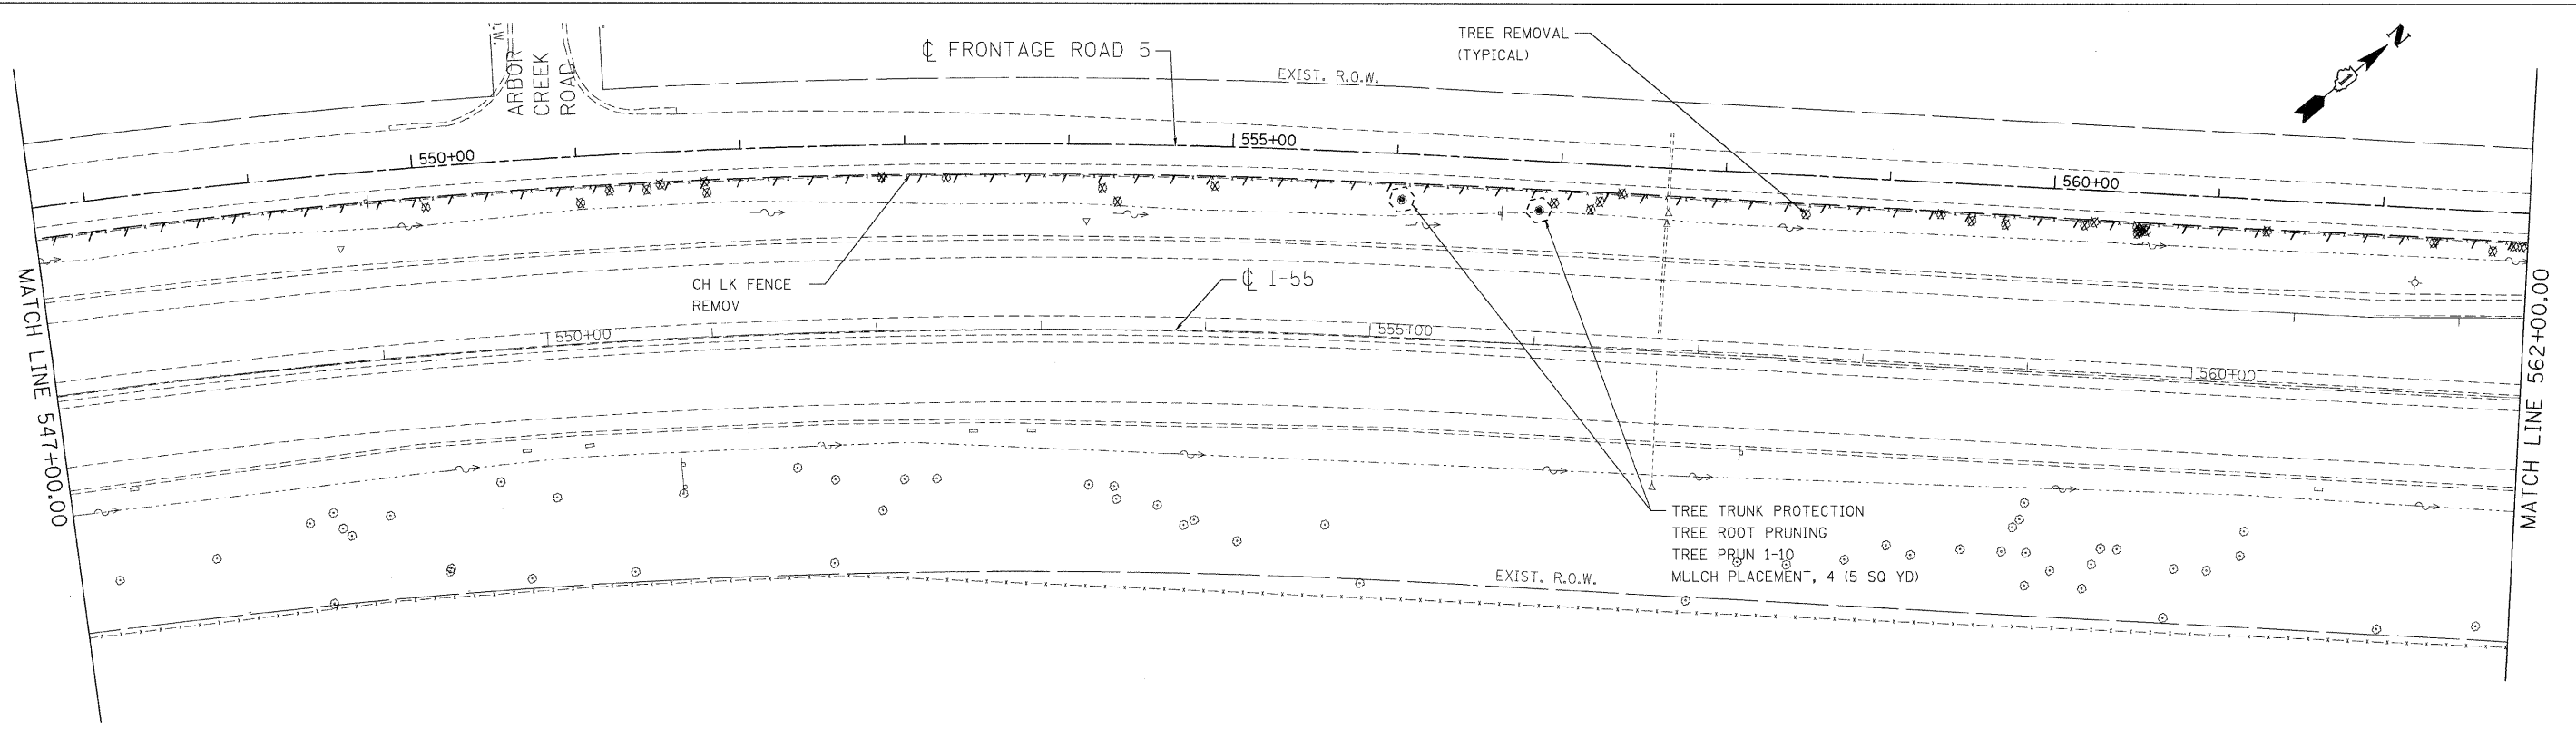 R.O.W.
ARBOR
CREEK
ROAD
℄ FRONTAGE ROAD 5
TREE REMOVAL
(TYPICAL)
EXIST. R.O.W.
N
550+00
555+00
560+00
CH LK FENCE
REMOV
℄ I-55
550+00
555+00
560+00
MATCH LINE 547+00.00
MATCH LINE 562+00.00
TREE TRUNK PROTECTION
TREE ROOT PRUNING
TREE PRUN 1-10
MULCH PLACEMENT, 4 (5 SQ YD)
EXIST. R.O.W.